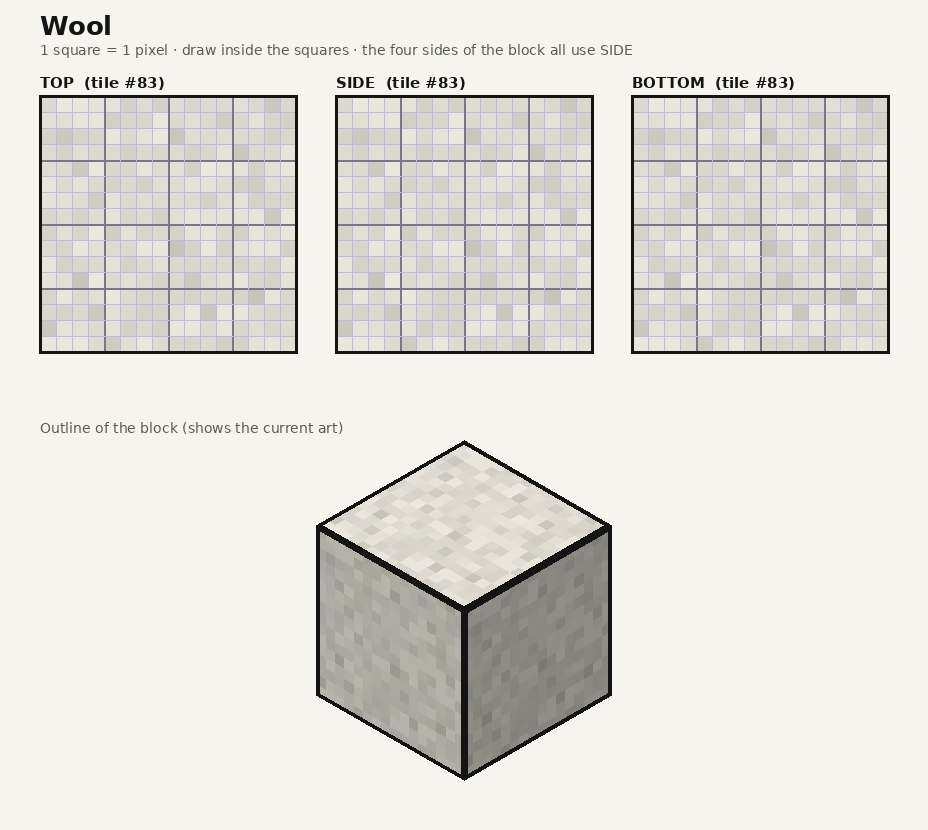 Wool
1 square = 1 pixel · draw inside the squares · the four sides of the block all use SIDE
TOP (tile #83)
SIDE (tile #83)
BOTTOM (tile #83)
Outline of the block (shows the current art)